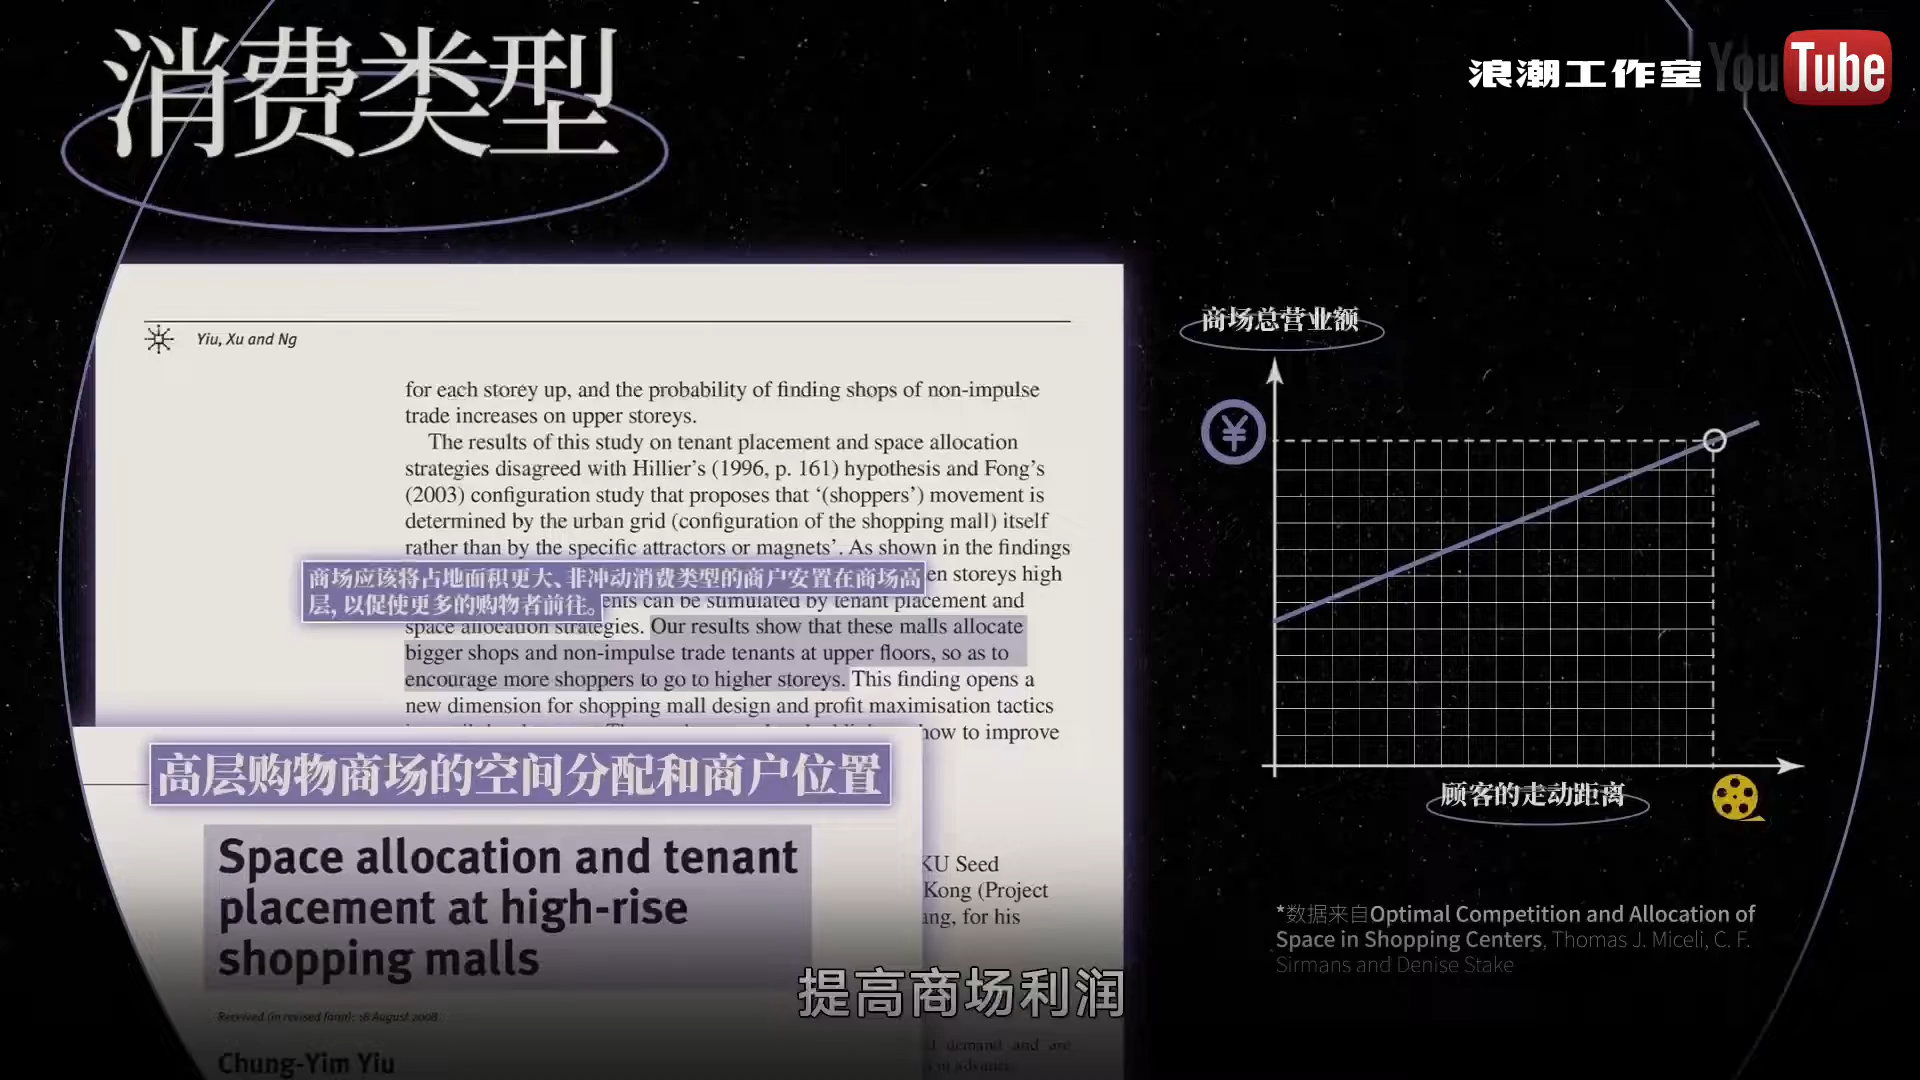 消费类型
浪潮工作室 YouTube
Yiu, Xu and Ng
for each storey up, and the probability of finding shops of non-impulse
trade increases on upper storeys.
The results of this study on tenant placement and space allocation
strategies disagreed with Hillier's (1996, p. 161) hypothesis and Fong's
(2003) configuration study that proposes that '(shoppers') movement is
determined by the urban grid (configuration of the shopping mall) itself
rather than by the specific attractors or magnets'. As shown in the findings
商场应该将占地面积更大、非冲动消费类型的商户安置在商场高
en storeys high
层,以促使更多的购物者前往。
ents can be stimulated by tenant placement and
space allocation strategies. Our results show that these malls allocate
bigger shops and non-impulse trade tenants at upper floors, so as to
encourage more shoppers to go to higher storeys. This finding opens a
new dimension for shopping mall design and profit maximisation tactics
how to improve
高层购物商场的空间分配和商户位置
Space allocation and tenant
placement at high-rise
shopping malls
KU Seed
Kong (Project
ang, for his
Received (in revised form): 18 August 2008
Chung-Yim Yiu
d demand and are
in advance
商场总营业额
¥
顾客的走动距离
*数据来自Optimal Competition and Allocation of
Space in Shopping Centers, Thomas J. Miceli, C. F.
Sirmans and Denise Stake
提高商场利润